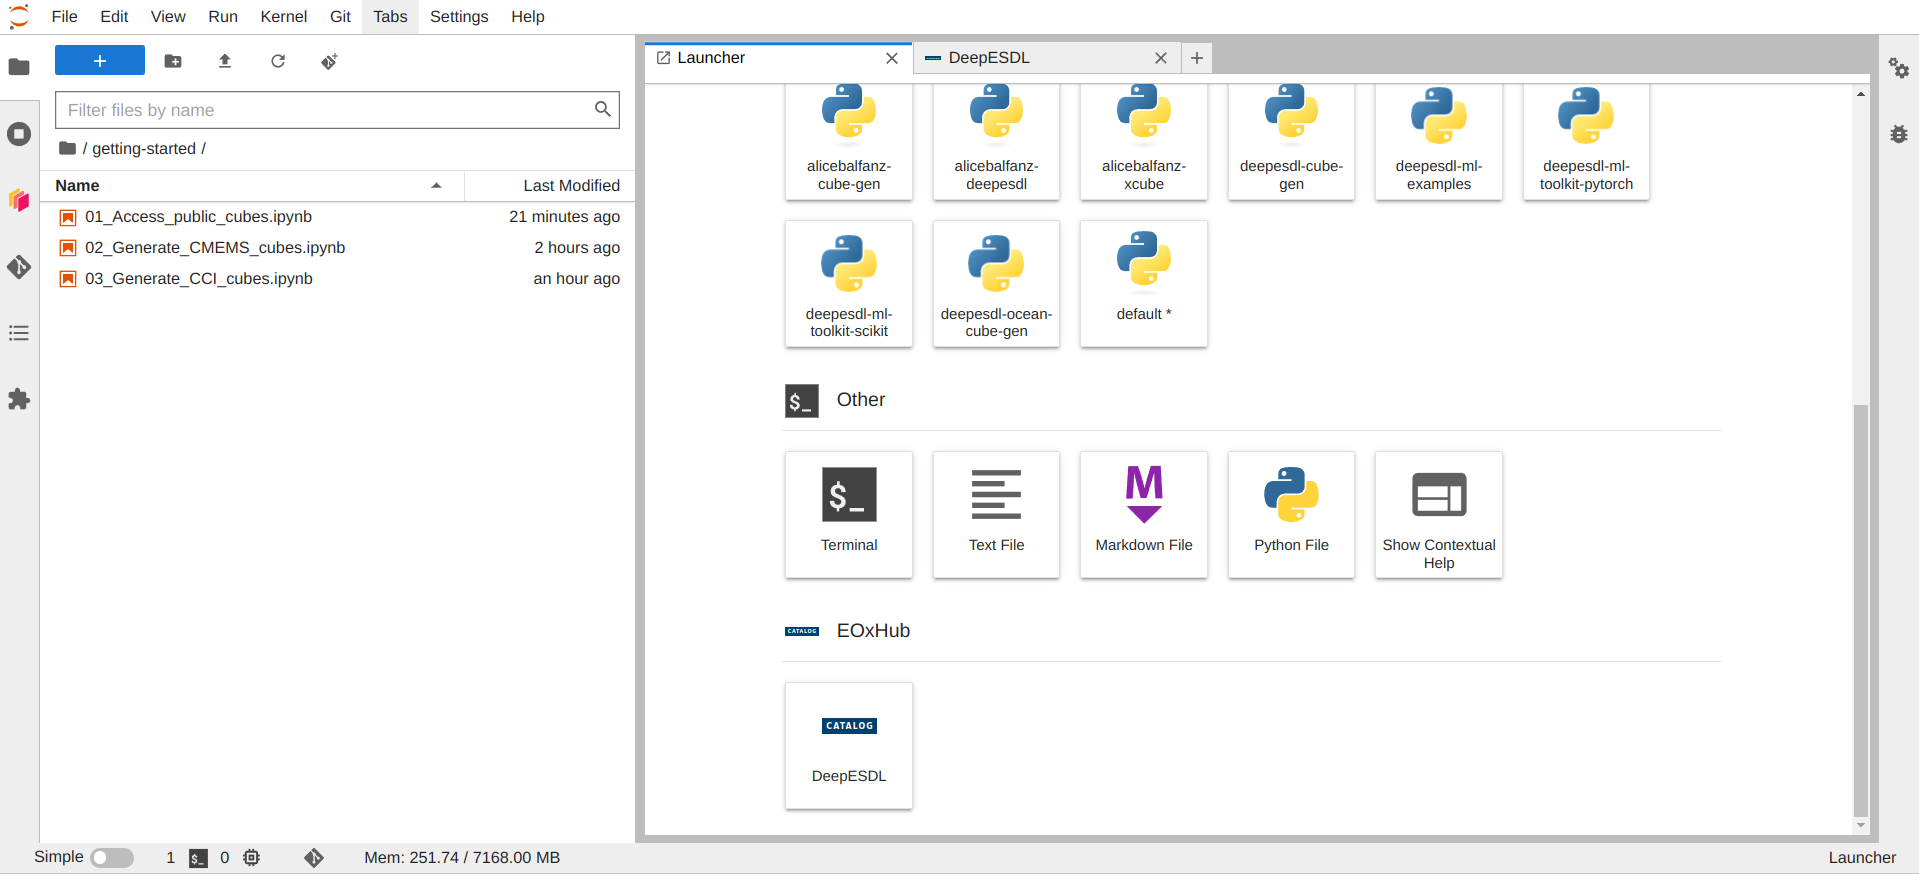 File Edit View Run Kernel Git Tabs Settings Help
Launcher
DeepESDL
Filter files by name
/ getting-started /
Name Last Modified
01_Access_public_cubes.ipynb 21 minutes ago
02_Generate_CMEMS_cubes.ipynb 2 hours ago
03_Generate_CCI_cubes.ipynb an hour ago
alicebalfanz-
cube-gen
alicebalfanz-
deepesdl
alicebalfanz-
xcube
deepesdl-cube-
gen
deepesdl-ml-
examples
deepesdl-ml-
toolkit-pytorch
deepesdl-ml-
toolkit-scikit
deepesdl-ocean-
cube-gen
default *
$_ Other
$_
Terminal
Text File
M
Markdown File
Python File
Show Contextual
Help
CATALOG EOxHub
CATALOG
DeepESDL
Simple 1 $_ 0 Mem: 251.74 / 7168.00 MB Launcher